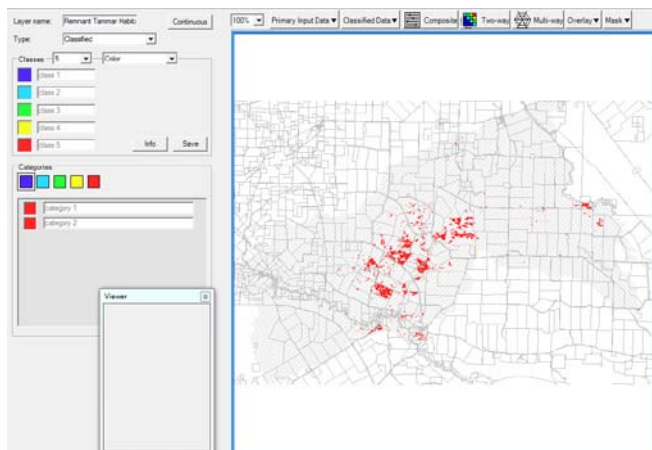 Layer name: Remnant Tammar Habit Continuous
Type: Classified
Classes 5 Color
class 1
class 2
class 3
class 4
class 5 Info Save
Categories
category 1
category 2
Viewer x
100% Primary Input Data Classified Data Composite Two-way Multi-way Overlay Mask